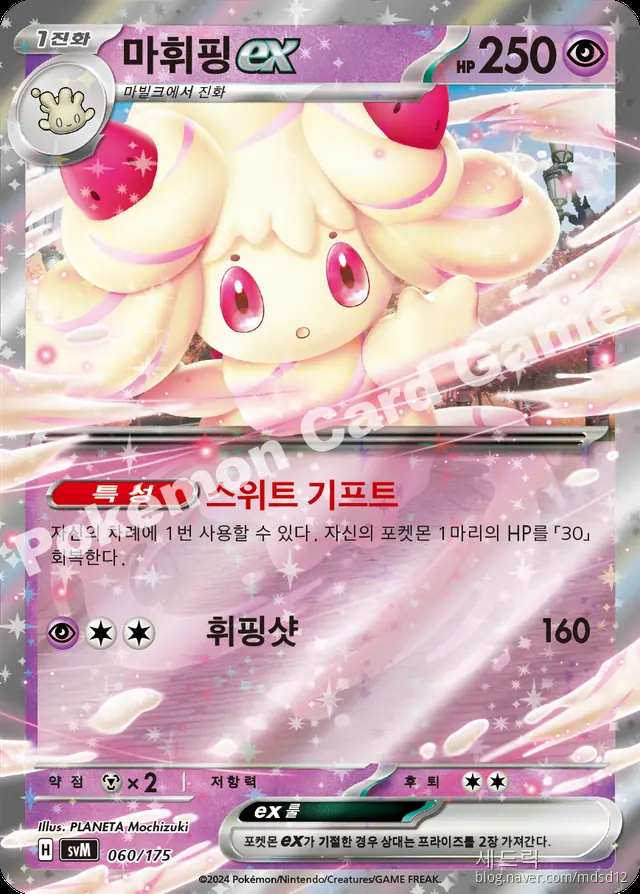 1진화
마휘핑 ex
HP 250
마빌크에서 진화
Pokémon Card Game
특성 스위트 기프트
자신의 차례에 1번 사용할 수 있다. 자신의 포켓몬 1마리의 HP를 「30」
회복한다.
휘핑샷 160
약점 ×2 저항력 후퇴
ex룰
포켓몬 ex가 기절한 경우 상대는 프라이즈를 2장 가져간다.
Illus. PLANETA Mochizuki
H svM 060/175
©2024 Pokémon/Nintendo/Creatures/GAME FREAK.
세드릭
blog.naver.com/mdsd12